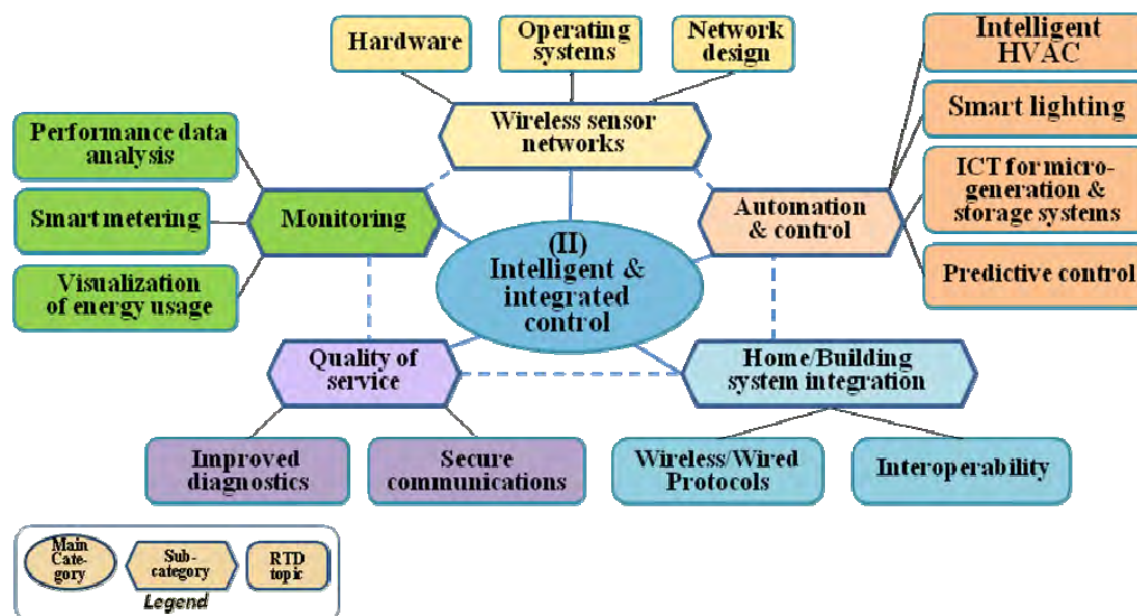 Hardware
Operating
systems
Network
design
Intelligent
HVAC
Wireless sensor
networks
Smart lighting
Performance data
analysis
Smart metering
Visualization
of energy usage
Monitoring
Automation
& control
ICT for micro-
generation &
storage systems
Predictive control
(II)
Intelligent &
integrated
control
Quality of
service
Home/Building
system integration
Improved
diagnostics
Secure
communications
Wireless/Wired
Protocols
Interoperability
Main
Cate-
gory
Sub-
category
RTD
topic
Legend